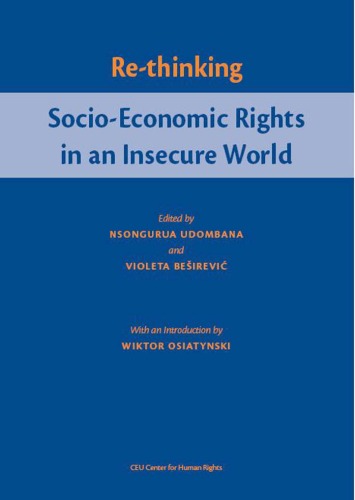 Re-thinking
Socio-Economic Rights
in an Insecure World
Edited by
NSONGURUA UDOMBANA
and
VIOLETA BEŠIREVIĆ
With an Introduction by
WIKTOR OSIATYNSKI
CEU Center for Human Rights